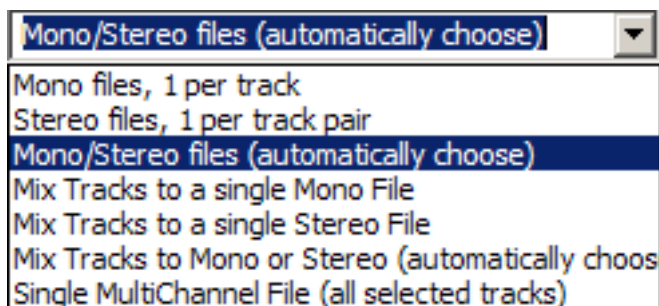 Mono/Stereo files (automatically choose)
Mono files, 1 per track
Stereo files, 1 per track pair
Mono/Stereo files (automatically choose)
Mix Tracks to a single Mono File
Mix Tracks to a single Stereo File
Mix Tracks to Mono or Stereo (automatically choos
Single MultiChannel File (all selected tracks)